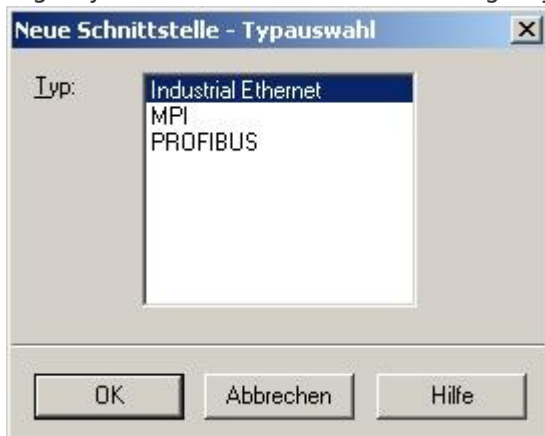 Neue Schnittstelle - Typauswahl
Typ:
Industrial Ethernet
MPI
PROFIBUS
OK
Abbrechen
Hilfe